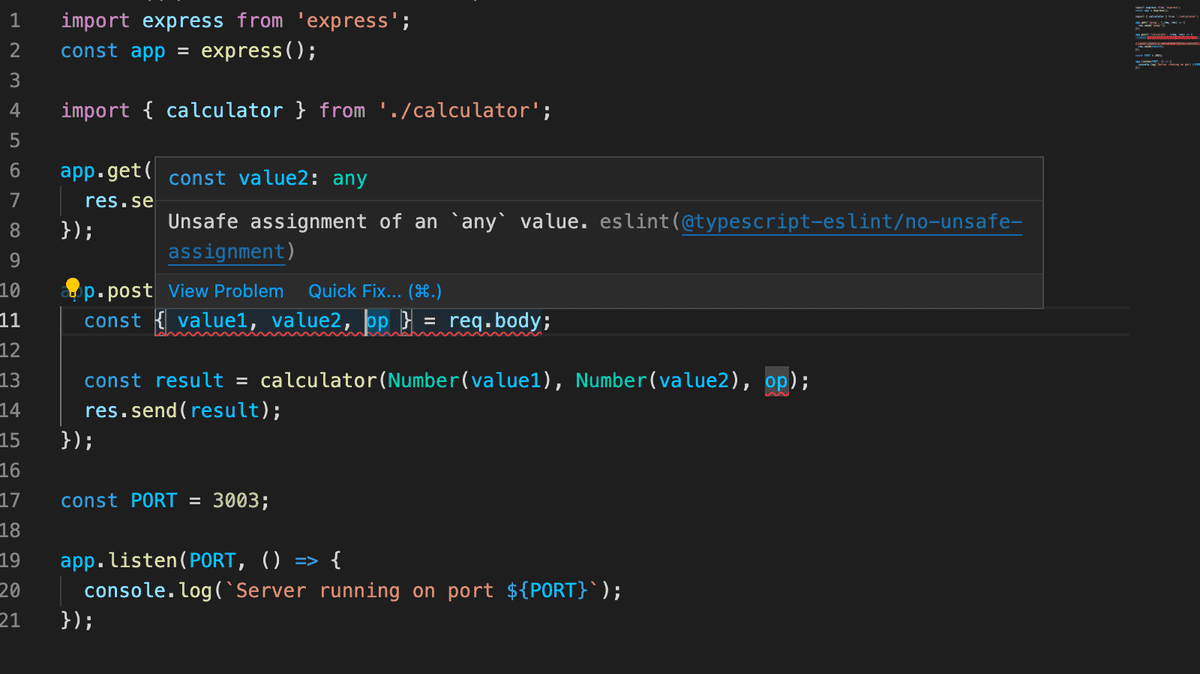 1 import express from 'express';
2 const app = express();
3
4 import { calculator } from './calculator';
5
6 app.get(
const value2: any
7 res.se
Unsafe assignment of an `any` value. eslint(@typescript-eslint/no-unsafe-
8 });
assignment)
9
10 app.post
View Problem Quick Fix... (⌘.)
11 const { value1, value2, op } = req.body;
12
13 const result = calculator(Number(value1), Number(value2), op);
14 res.send(result);
15 });
16
17 const PORT = 3003;
18
19 app.listen(PORT, () => {
20 console.log(`Server running on port ${PORT}`);
21 });